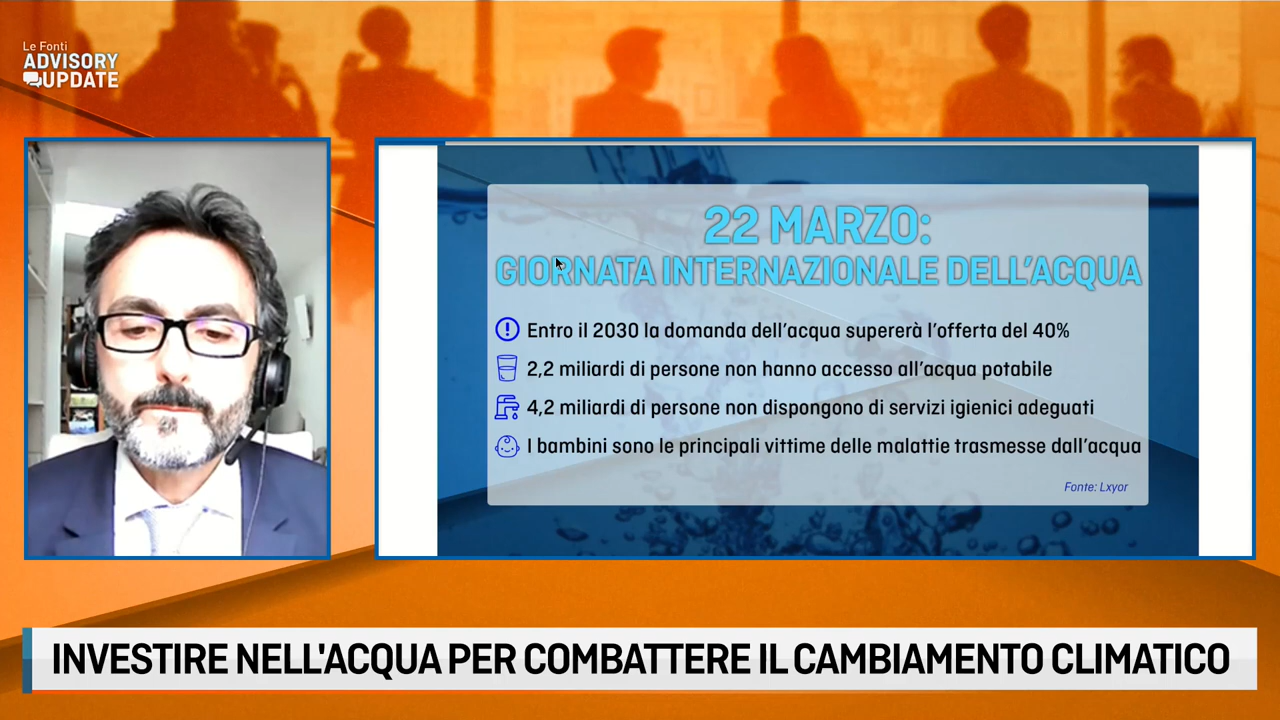 Le Fonti
ADVISORY
UPDATE
22 MARZO:
GIORNATA INTERNAZIONALE DELL'ACQUA
Entro il 2030 la domanda dell'acqua supererà l'offerta del 40%
2,2 miliardi di persone non hanno accesso all'acqua potabile
4,2 miliardi di persone non dispongono di servizi igienici adeguati
I bambini sono le principali vittime delle malattie trasmesse dall'acqua
Fonte: Lxyor
INVESTIRE NELL'ACQUA PER COMBATTERE IL CAMBIAMENTO CLIMATICO